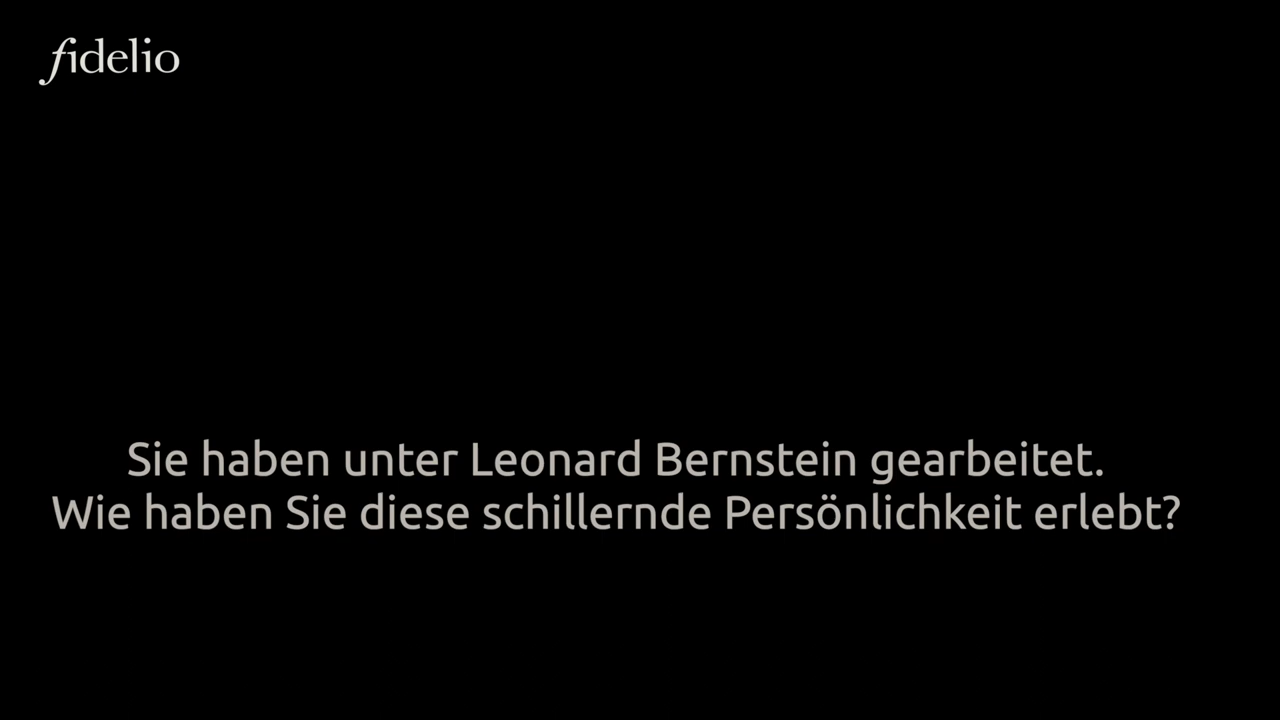 fidelio
Sie haben unter Leonard Bernstein gearbeitet.
Wie haben Sie diese schillernde Persönlichkeit erlebt?